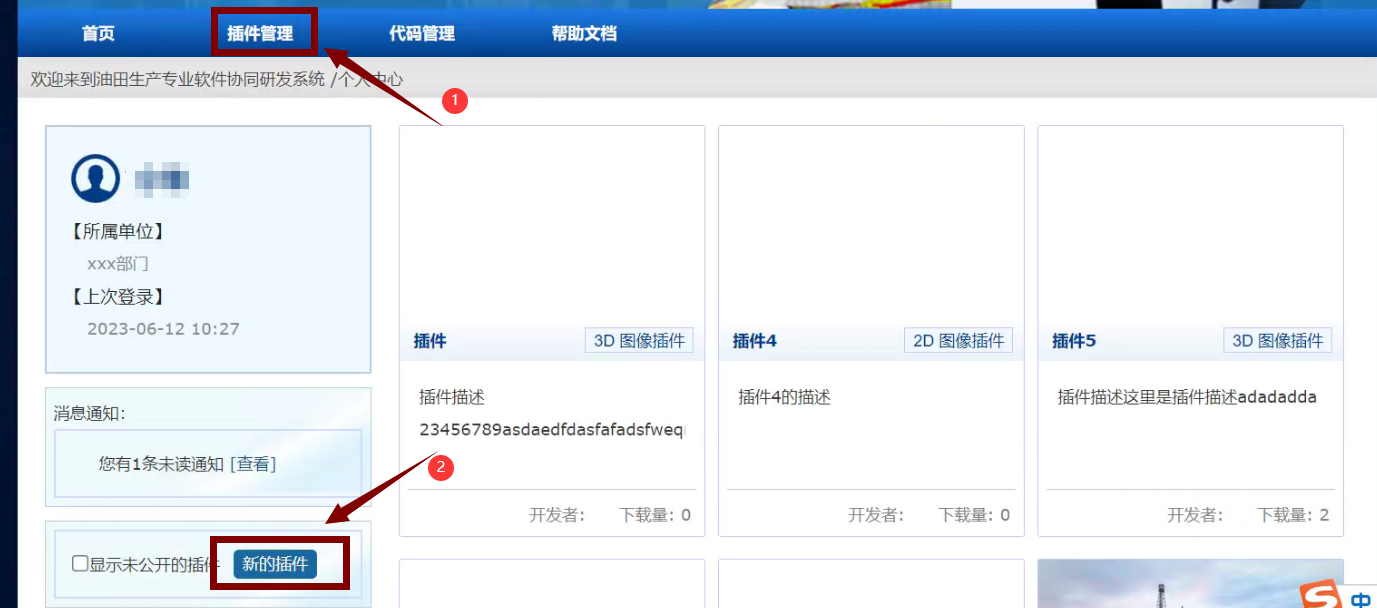 首页 插件管理 代码管理 帮助文档
欢迎来到油田生产专业软件协同研发系统 /个人中心
1
【所属单位】
xxx部门
【上次登录】
2023-06-12 10:27
消息通知:
您有1条未读通知 [查看]
2
显示未公开的插件 新的插件
插件 3D 图像插件
插件描述
23456789asdaedfdasfafadsfweq
开发者: 下载量: 0
插件4 2D 图像插件
插件4的描述
开发者: 下载量: 0
插件5 3D 图像插件
插件描述这里是插件描述adadadda
开发者: 下载量: 2
S 中